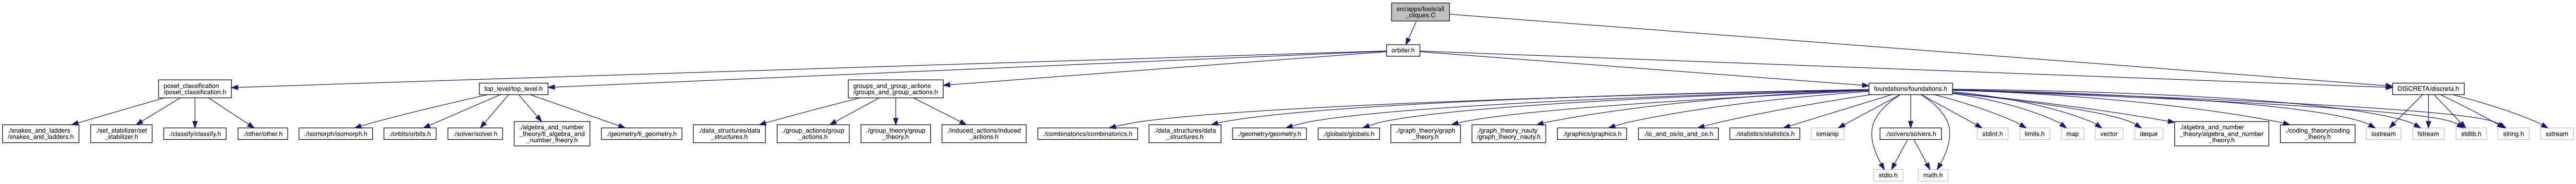 src/apps/tools/all
_cliques.C
orbiter.h
poset_classification
/poset_classification.h
top_level/top_level.h
groups_and_group_actions
/groups_and_group_actions.h
foundations/foundations.h
DISCRETA/discreta.h
./snakes_and_ladders
/snakes_and_ladders.h
./set_stabilizer/set
_stabilizer.h
./classify/classify.h
./other/other.h
./isomorph/isomorph.h
./orbits/orbits.h
./solver/solver.h
./algebra_and_number
_theory/tl_algebra_and
_number_theory.h
./geometry/tl_geometry.h
./data_structures/data
_structures.h
./group_actions/group
_actions.h
./group_theory/group
_theory.h
./induced_actions/induced
_actions.h
./combinatorics/combinatorics.h
./data_structures/data
_structures.h
./geometry/geometry.h
./globals/globals.h
./graph_theory/graph
_theory.h
./graph_theory_nauty
/graph_theory_nauty.h
./graphics/graphics.h
./io_and_os/io_and_os.h
./statistics/statistics.h
iomanip
./solvers/solvers.h
stdint.h
limits.h
map
vector
deque
./algebra_and_number
_theory/algebra_and_number
_theory.h
./coding_theory/coding
_theory.h
iostream
fstream
stdlib.h
string.h
sstream
stdio.h
math.h